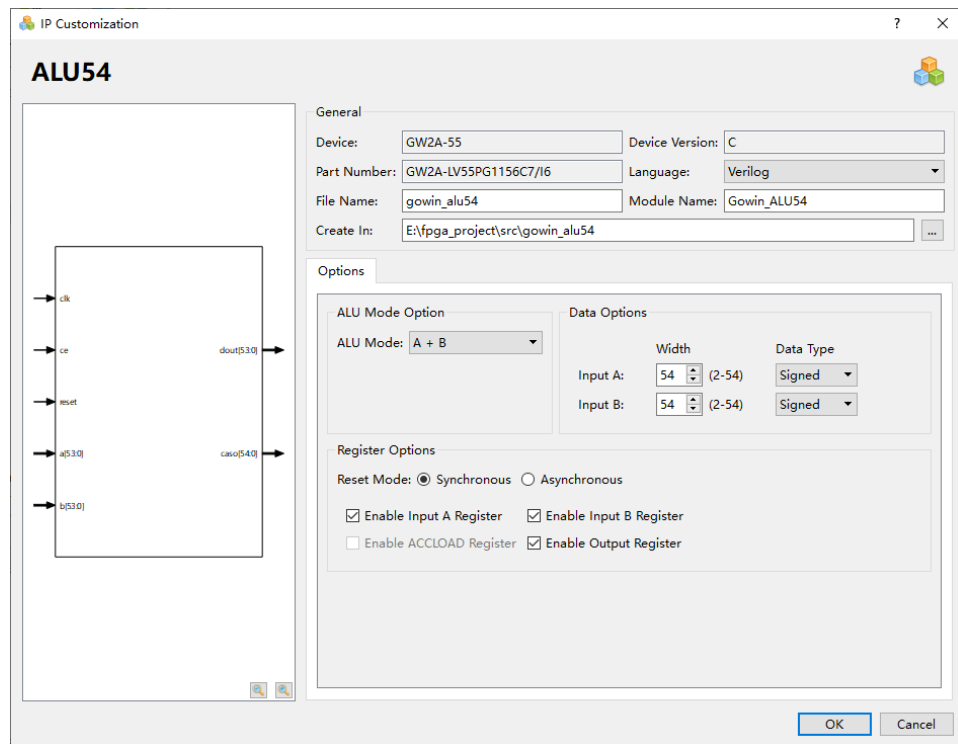 IP Customization
?
ALU54
clk
ce
reset
a[53:0]
b[53:0]
dout[53:0]
caso[54:0]
General
Device: GW2A-55 Device Version: C
Part Number: GW2A-LV55PG1156C7/I6 Language: Verilog
File Name: gowin_alu54 Module Name: Gowin_ALU54
Create In: E:\fpga_project\src\gowin_alu54 ...
Options
ALU Mode Option
ALU Mode: A + B
Data Options
Width Data Type
Input A: 54 (2-54) Signed
Input B: 54 (2-54) Signed
Register Options
Reset Mode: Synchronous Asynchronous
Enable Input A Register Enable Input B Register
Enable ACCLOAD Register Enable Output Register
OK Cancel